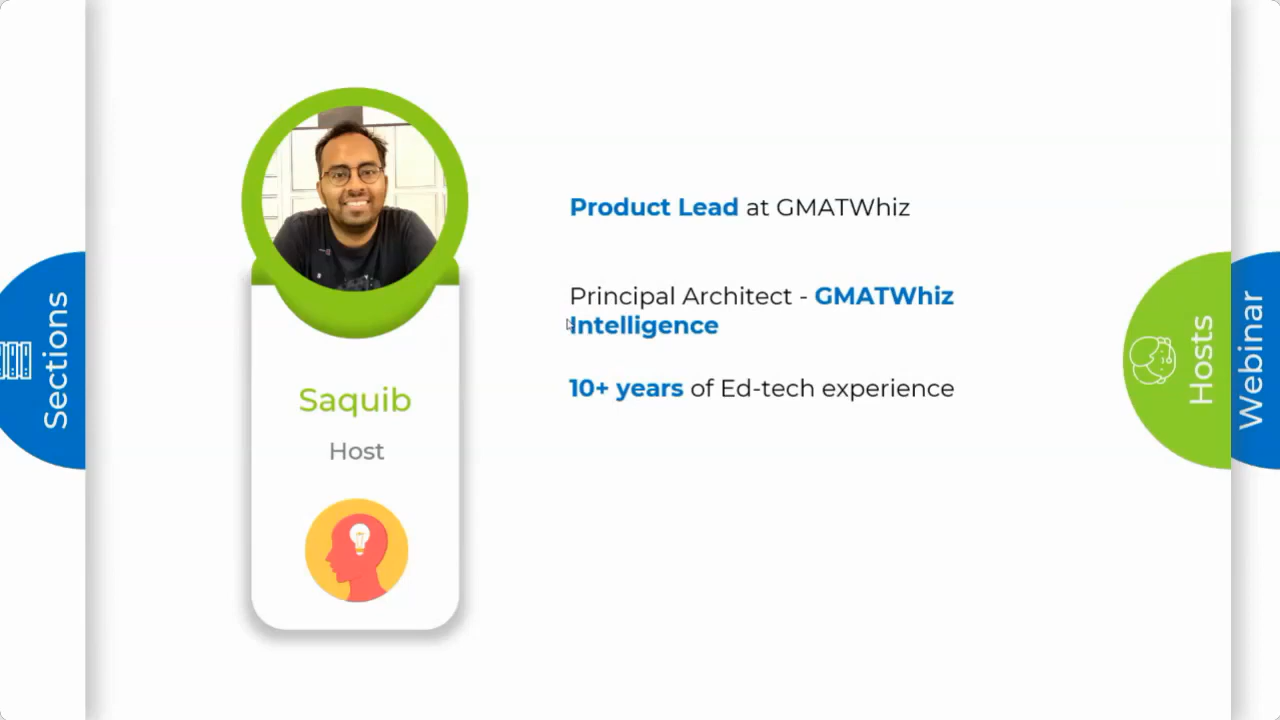 Sections
Saquib
Host
Product Lead at GMATWhiz
Principal Architect - GMATWhiz
Intelligence
10+ years of Ed-tech experience
Hosts
Webinar